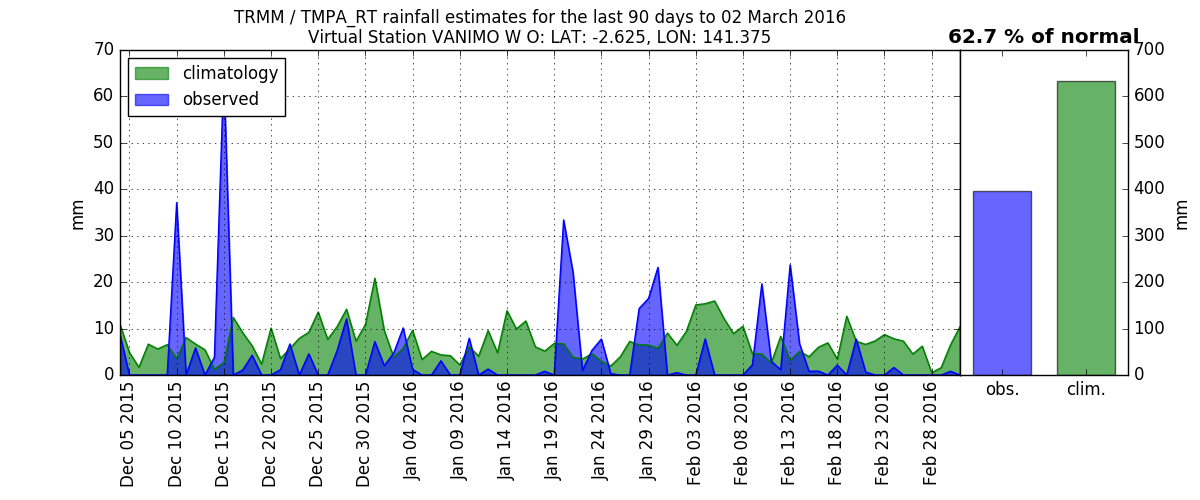 TRMM / TMPA_RT rainfall estimates for the last 90 days to 02 March 2016
Virtual Station VANIMO W O: LAT: -2.625, LON: 141.375
62.7 % of normal
climatology
observed
70
60
50
40
30
20
10
0
mm
Dec 05 2015
Dec 10 2015
Dec 15 2015
Dec 20 2015
Dec 25 2015
Dec 30 2015
Jan 04 2016
Jan 09 2016
Jan 14 2016
Jan 19 2016
Jan 24 2016
Jan 29 2016
Feb 03 2016
Feb 08 2016
Feb 13 2016
Feb 18 2016
Feb 23 2016
Feb 28 2016
obs.
clim.
700
600
500
400
300
200
100
0
mm